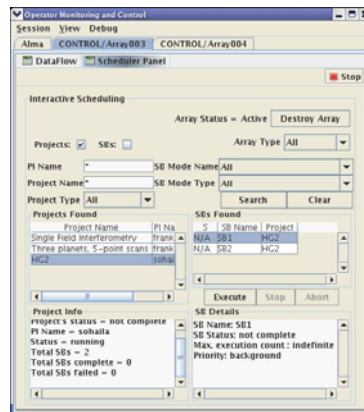 Operator Monitoring and Control
Session View Debug
Alma CONTROL/Array003 CONTROL/Array004
DataFlow Scheduler Panel
Stop
Interactive Scheduling
Array Status = Active Destroy Array
Projects: SBs: Array Type All
PI Name * SB Mode Name All
Project Name * SB Mode Type All
Project Type All Search Clear
Projects Found SBs Found
Project Name PI Na S SB Name Project
Single Field Interferometry frank N/A SB1 HG2
Three planets, 5-point scans frank N/A SB2 HG2
HG2 sohai
Execute Stop Abort
Project Info SB Details
Project's status = not complete SB Name: SB1
PI Name = sohaila SB Status: not complete
Status = running Max. execution count : indefinite
Total SBs = 2 Priority: background
Total SBs complete = 0
Total SBs failed = 0